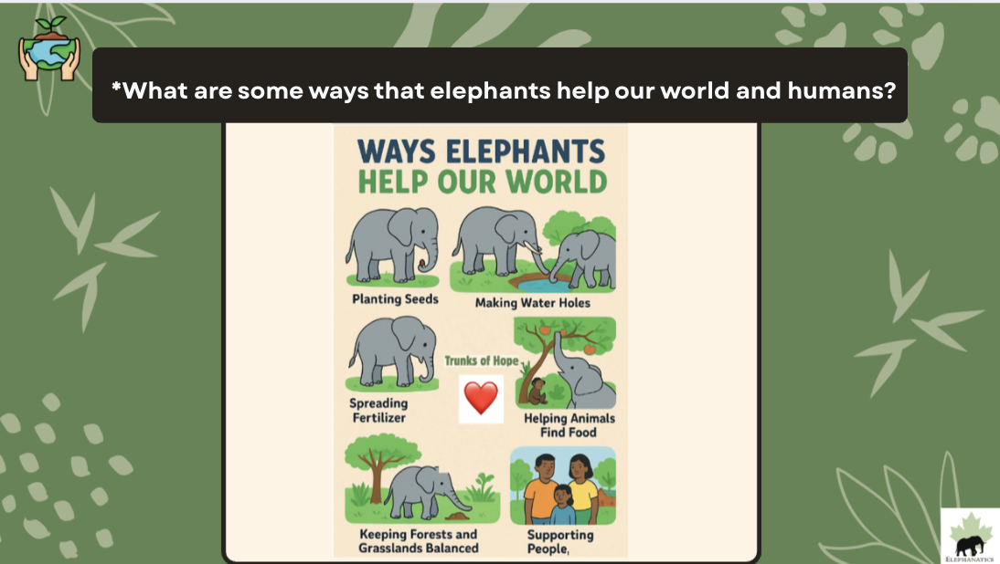 *What are some ways that elephants help our world and humans?
WAYS ELEPHANTS
HELP OUR WORLD
Planting Seeds
Making Water Holes
Spreading
Fertilizer
Trunks of Hope
Helping Animals
Find Food
Keeping Forests and
Grasslands Balanced
Supporting
People,
ELEPHANATICS